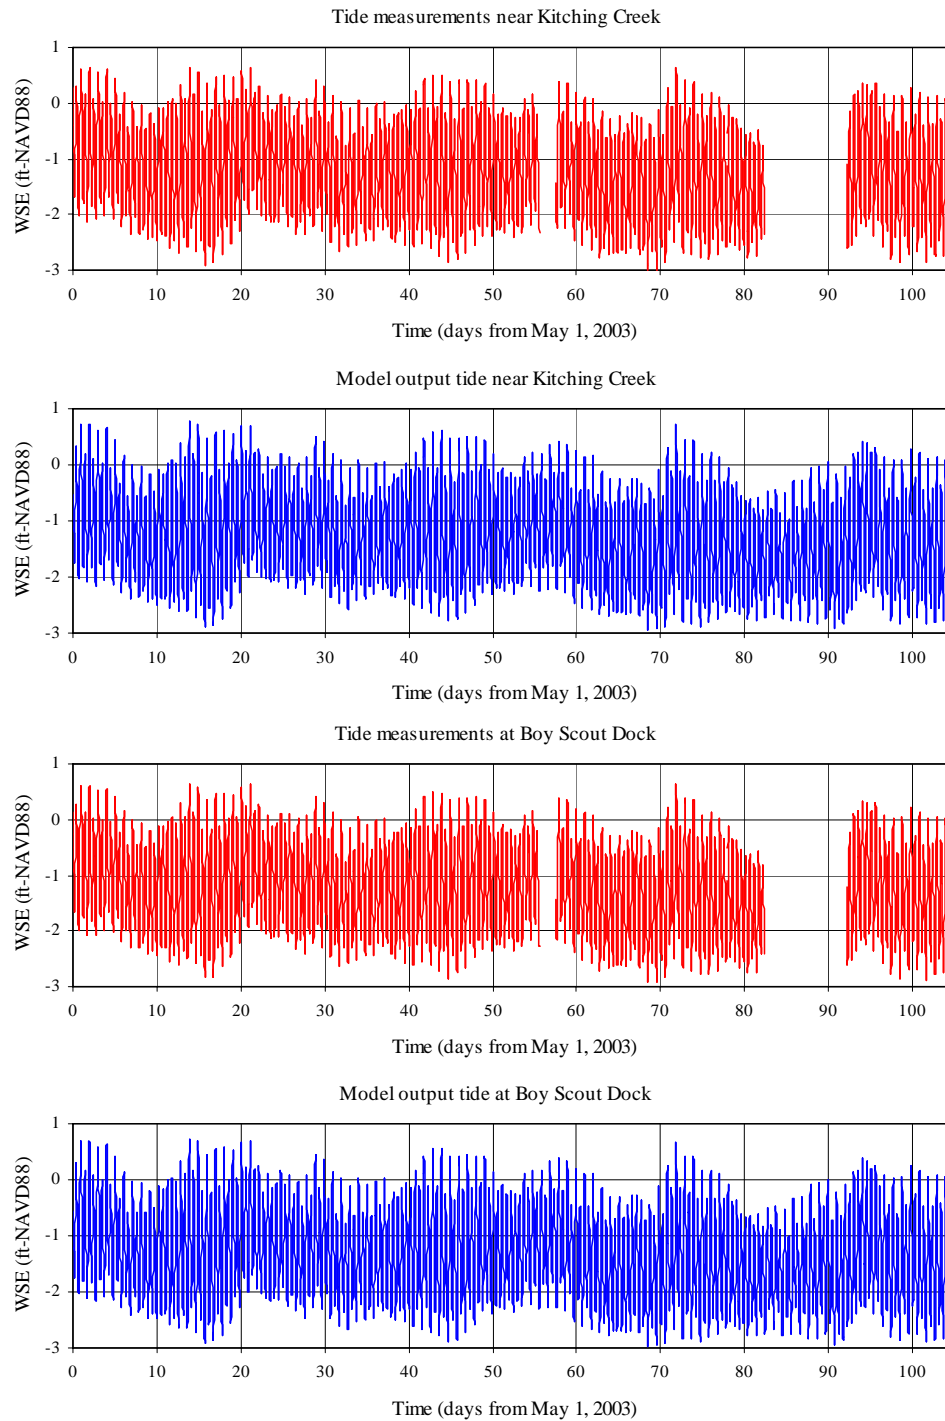 Tide measurements near Kitching Creek
1
0
-1
-2
-3
WSE (ft-NAVD88)
0 10 20 30 40 50 60 70 80 90 100
Time (days from May 1, 2003)
Model output tide near Kitching Creek
1
0
-1
-2
-3
WSE (ft-NAVD88)
0 10 20 30 40 50 60 70 80 90 100
Time (days from May 1, 2003)
Tide measurements at Boy Scout Dock
1
0
-1
-2
-3
WSE (ft-NAVD88)
0 10 20 30 40 50 60 70 80 90 100
Time (days from May 1, 2003)
Model output tide at Boy Scout Dock
1
0
-1
-2
-3
WSE (ft-NAVD88)
0 10 20 30 40 50 60 70 80 90 100
Time (days from May 1, 2003)